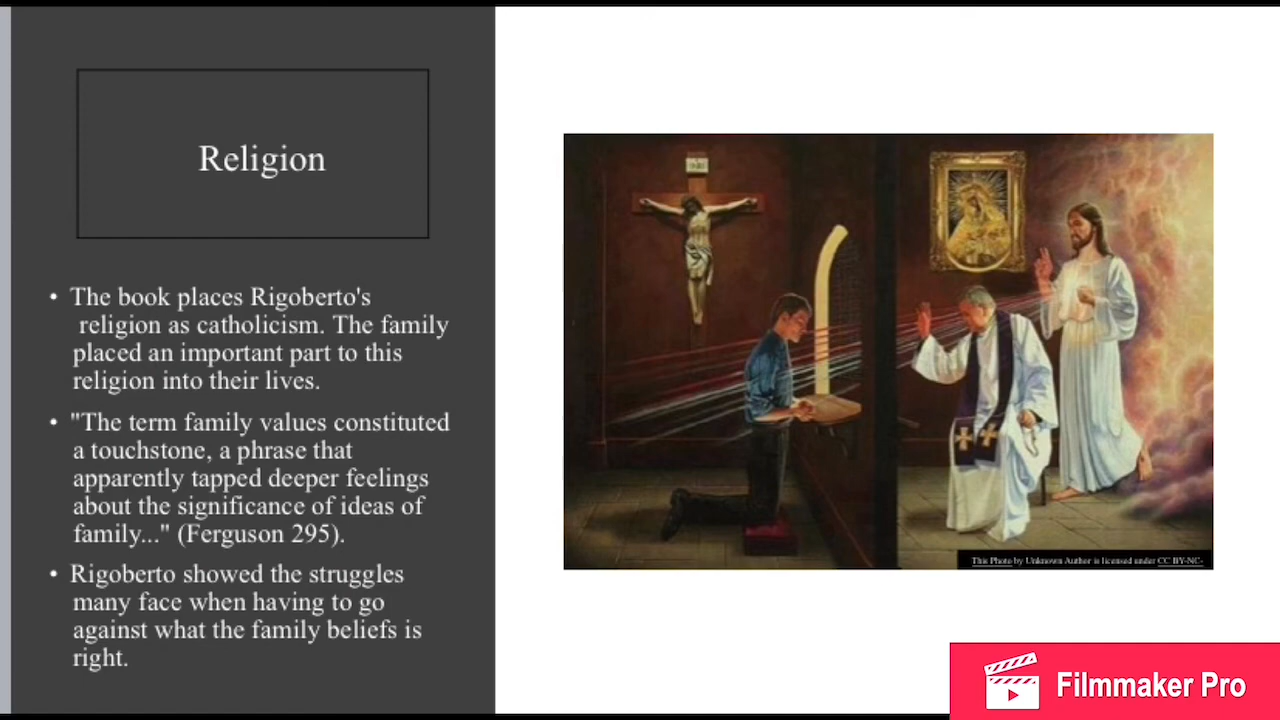 Religion
• The book places Rigoberto's
religion as catholicism. The family
placed an important part to this
religion into their lives.
• "The term family values constituted
a touchstone, a phrase that
apparently tapped deeper feelings
about the significance of ideas of
family..." (Ferguson 295).
• Rigoberto showed the struggles
many face when having to go
against what the family beliefs is
right.
This Photo by Unknown Author is licensed under CC BY-NC-
Filmmaker Pro